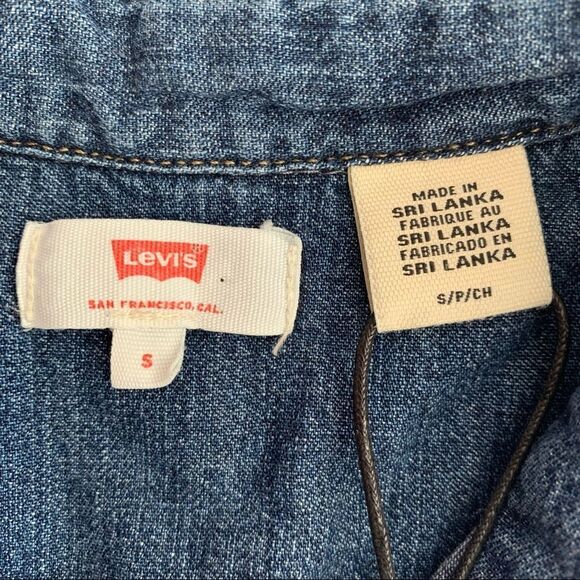 LEVI'S
SAN FRANCISCO, CAL.
S
MADE IN
SRI LANKA
FABRIQUE AU
SRI LANKA
FABRICADO EN
SRI LANKA
S/P/CH